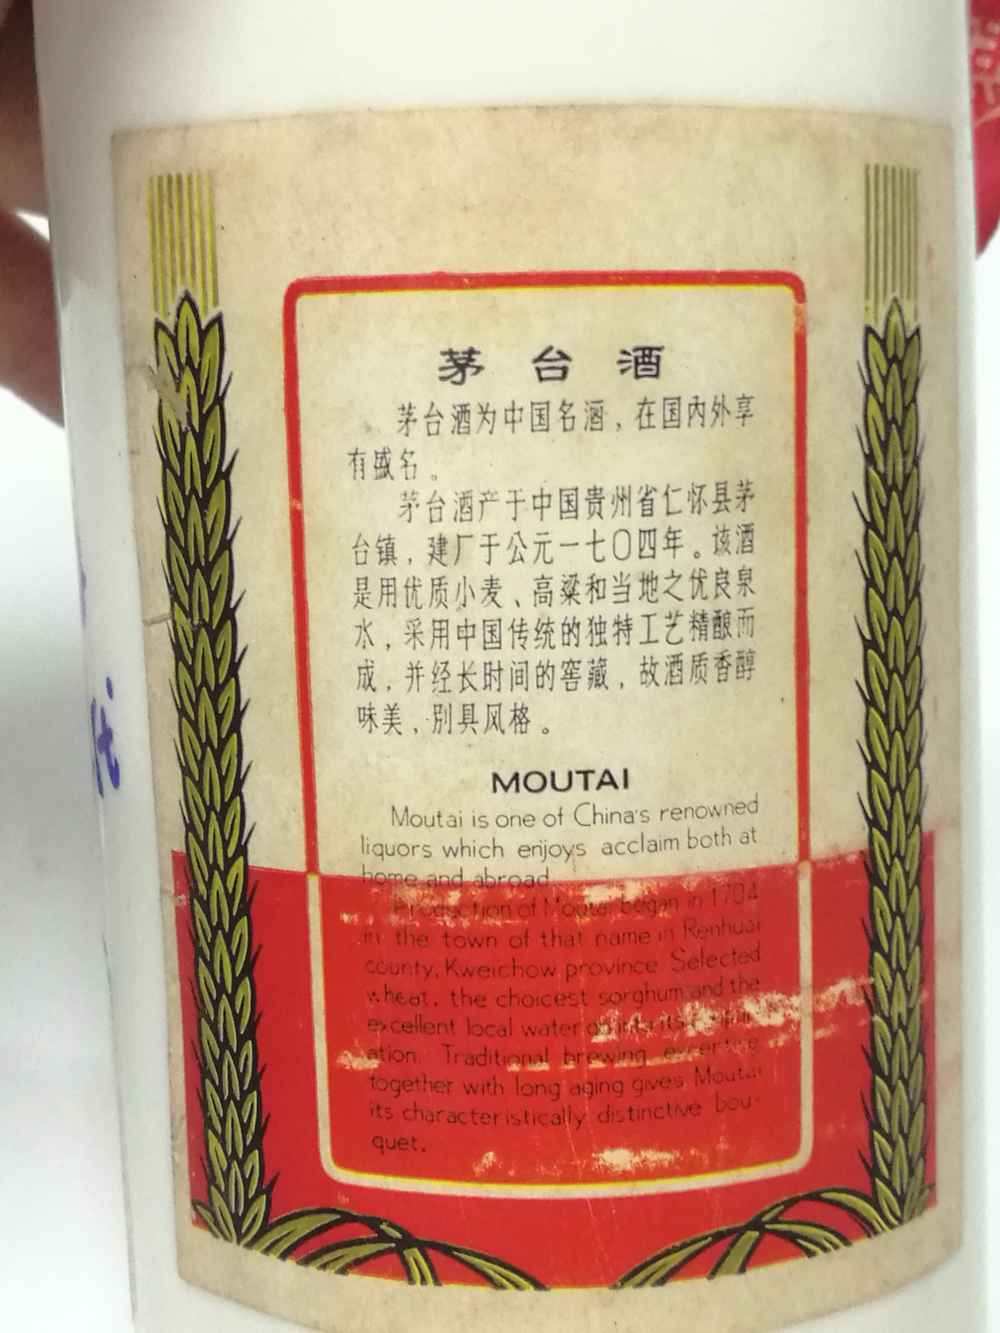 茅台酒
茅台酒为中国名酒，在国内外享
有盛名。
茅台酒产于中国贵州省仁怀县茅
台镇，建厂于公元一七〇四年。该酒
是用优质小麦、高粱和当地之优良泉
水，采用中国传统的独特工艺精酿而
成，并经长时间的窖藏，故酒质香醇
味美，别具风格。
MOUTAI
Moutai is one of China's renowned
liquors which enjoys acclaim both at
home and abroad
Production of Moutai began in 1704
in the town of that name in Renhuai
county, Kweichow province. Selected
wheat, the choicest sorghum and the
excellent local water go into its
ation. Traditional brewing expertise
together with long aging gives Moutai
its characteristically distinctive bou-
quet.